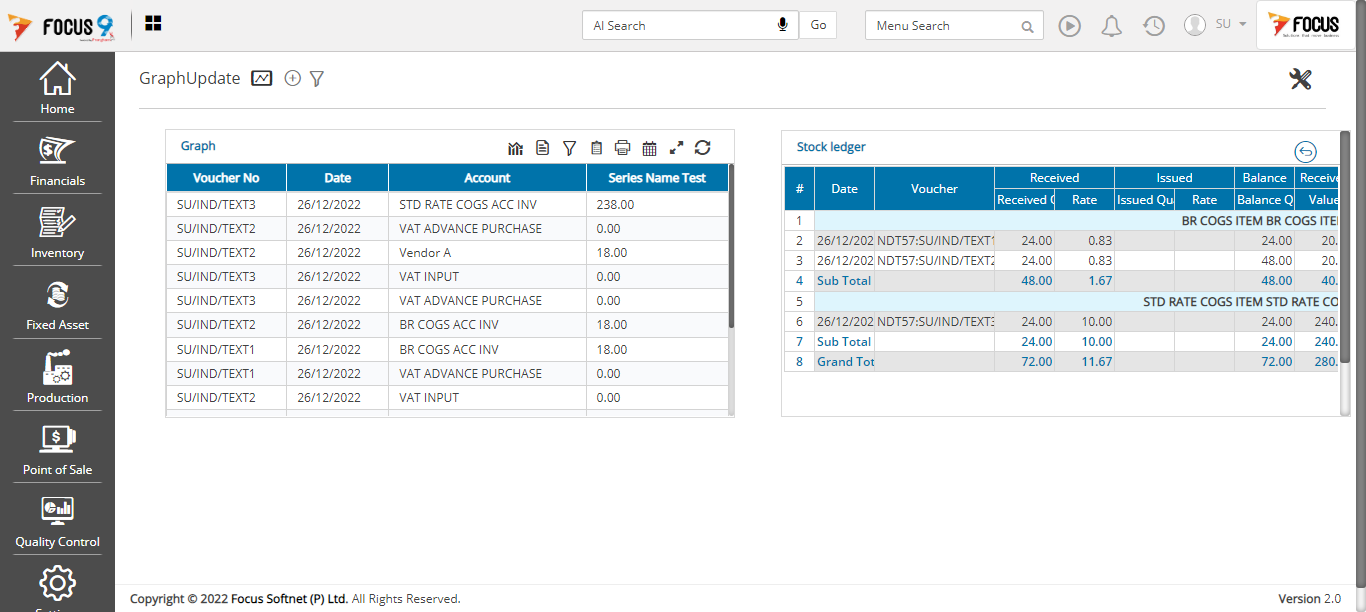 FOCUS 9
AI Search
Go
Menu Search
SU
FOCUS
Home
Financials
Inventory
Fixed Asset
Production
Point of Sale
Quality Control
GraphUpdate
Graph
Voucher No Date Account Series Name Test
SU/IND/TEXT3 26/12/2022 STD RATE COGS ACC INV 238.00
SU/IND/TEXT2 26/12/2022 VAT ADVANCE PURCHASE 0.00
SU/IND/TEXT2 26/12/2022 Vendor A 18.00
SU/IND/TEXT3 26/12/2022 VAT INPUT 0.00
SU/IND/TEXT3 26/12/2022 VAT ADVANCE PURCHASE 0.00
SU/IND/TEXT2 26/12/2022 BR COGS ACC INV 18.00
SU/IND/TEXT1 26/12/2022 BR COGS ACC INV 18.00
SU/IND/TEXT1 26/12/2022 VAT ADVANCE PURCHASE 0.00
SU/IND/TEXT2 26/12/2022 VAT INPUT 0.00
Stock ledger
# Date Voucher Received Issued Balance Receive
Received Q Rate Issued Qua Rate Balance Q Value
1 BR COGS ITEM BR COGS ITE
2 26/12/202 NDT57:SU/IND/TEXT1 24.00 0.83 24.00 20.
3 26/12/202 NDT57:SU/IND/TEXT2 24.00 0.83 48.00 20.
4 Sub Total 48.00 1.67 48.00 40.
5 STD RATE COGS ITEM STD RATE CO
6 26/12/202 NDT57:SU/IND/TEXT3 24.00 10.00 24.00 240.
7 Sub Total 24.00 10.00 24.00 240.
8 Grand Tot 72.00 11.67 72.00 280.
Copyright © 2022 Focus Softnet (P) Ltd. All Rights Reserved.
Version 2.0